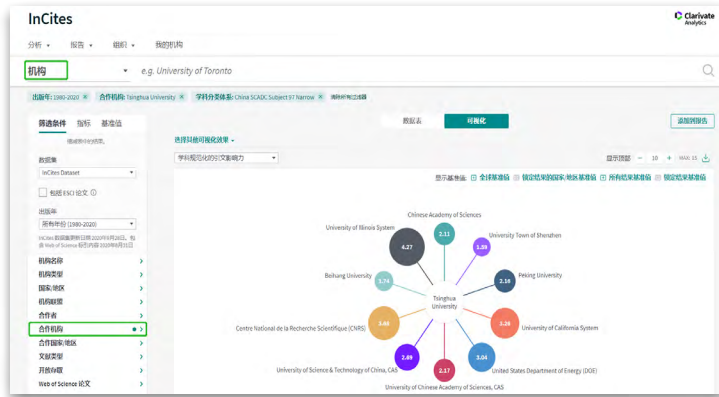 InCites
Clarivate
Analytics
分析
报告
组织
我的机构
机构
e.g. University of Toronto
出版年: 1980-2020 × 合作机构: Tsinghua University × 学科分类体系: China SCADC Subject 97 Narrow × 清除所有过滤器
筛选条件 指标 基准值
数据表
可视化
添加到报告
选择其他可视化效果
学科规范化的引文影响力
显示顶部 − 10 + MAX: 15
数据集
InCites Dataset
包括 ESCI 论文
出版年
所有年份 (1980-2020)
显示基准值: 全球基准值 锁定结果的国家/地区基准值 所有结果基准值 锁定结果基准值
机构名称
机构类型
国家/地区
机构联盟
合作者
合作机构
合作国家/地区
文献类型
开放存取
Web of Science 论文
Chinese Academy of Sciences
2.11
University of Illinois System
4.27
University Town of Shenzhen
Beihang University
1.74
Peking University
2.16
Tsinghua
University
Centre National de la Recherche Scientifique (CNRS)
University of California System
University of Science & Technology of China, CAS
2.69
3.04
United States Department of Energy (DOE)
2.17
University of Chinese Academy of Sciences, CAS